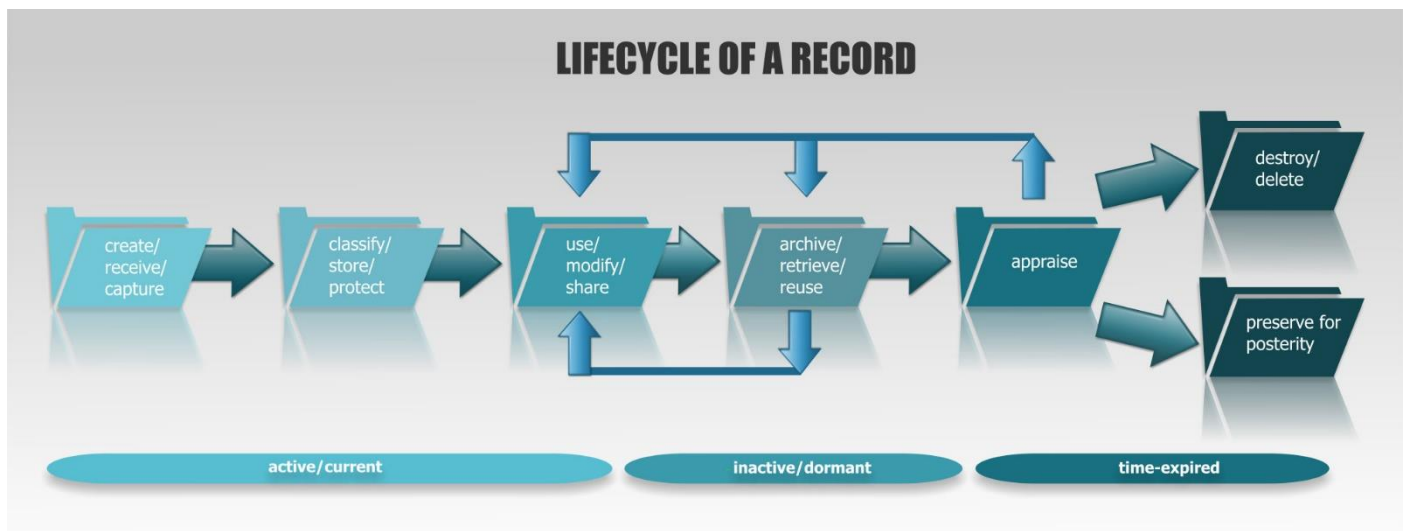 LIFECYCLE OF A RECORD
create/
receive/
capture
classify/
store/
protect
use/
modify/
share
archive/
retrieve/
reuse
appraise
destroy/
delete
preserve for
posterity
active/current
inactive/dormant
time-expired